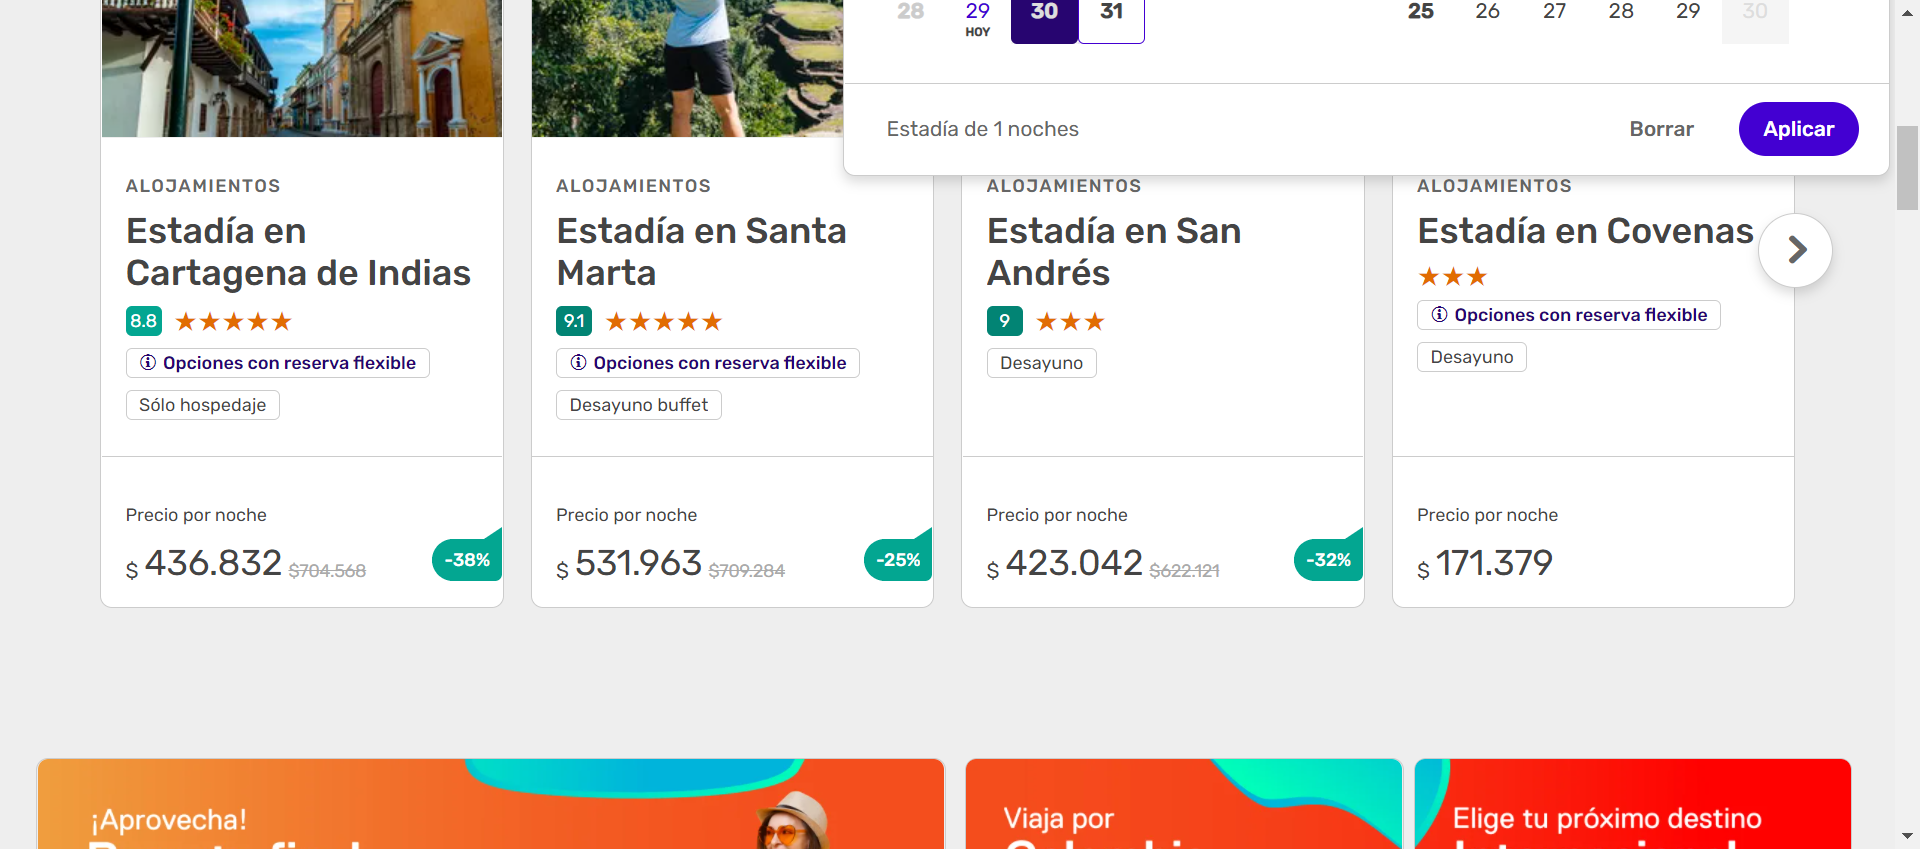 28 29 30 31 25 26 27 28 29 30
HOY
Estadía de 1 noches
Borrar
Aplicar
ALOJAMIENTOS
Estadía en
Cartagena de Indias
8.8
Opciones con reserva flexible
Sólo hospedaje
Precio por noche
$ 436.832 $704.568
-38%
ALOJAMIENTOS
Estadía en Santa
Marta
9.1
Opciones con reserva flexible
Desayuno buffet
Precio por noche
$ 531.963 $709.284
-25%
ALOJAMIENTOS
Estadía en San
Andrés
9
Desayuno
Precio por noche
$ 423.042 $622.121
-32%
ALOJAMIENTOS
Estadía en Covenas
Opciones con reserva flexible
Desayuno
Precio por noche
$ 171.379
¡Aprovecha!
Viaja por
Elige tu próximo destino